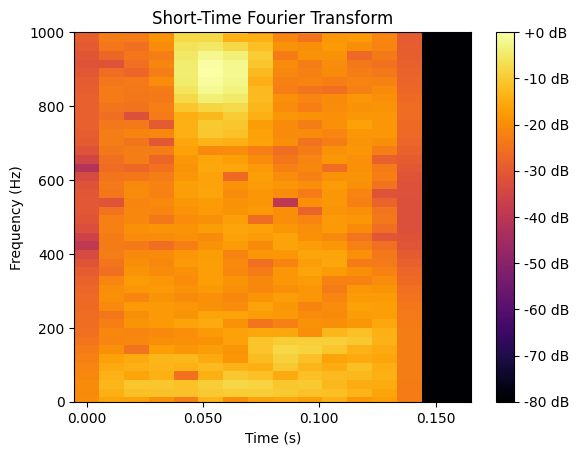 Short-Time Fourier Transform
1000
800
600
400
200
0
Frequency (Hz)
0.000
0.050
0.100
0.150
Time (s)
+0 dB
-10 dB
-20 dB
-30 dB
-40 dB
-50 dB
-60 dB
-70 dB
-80 dB